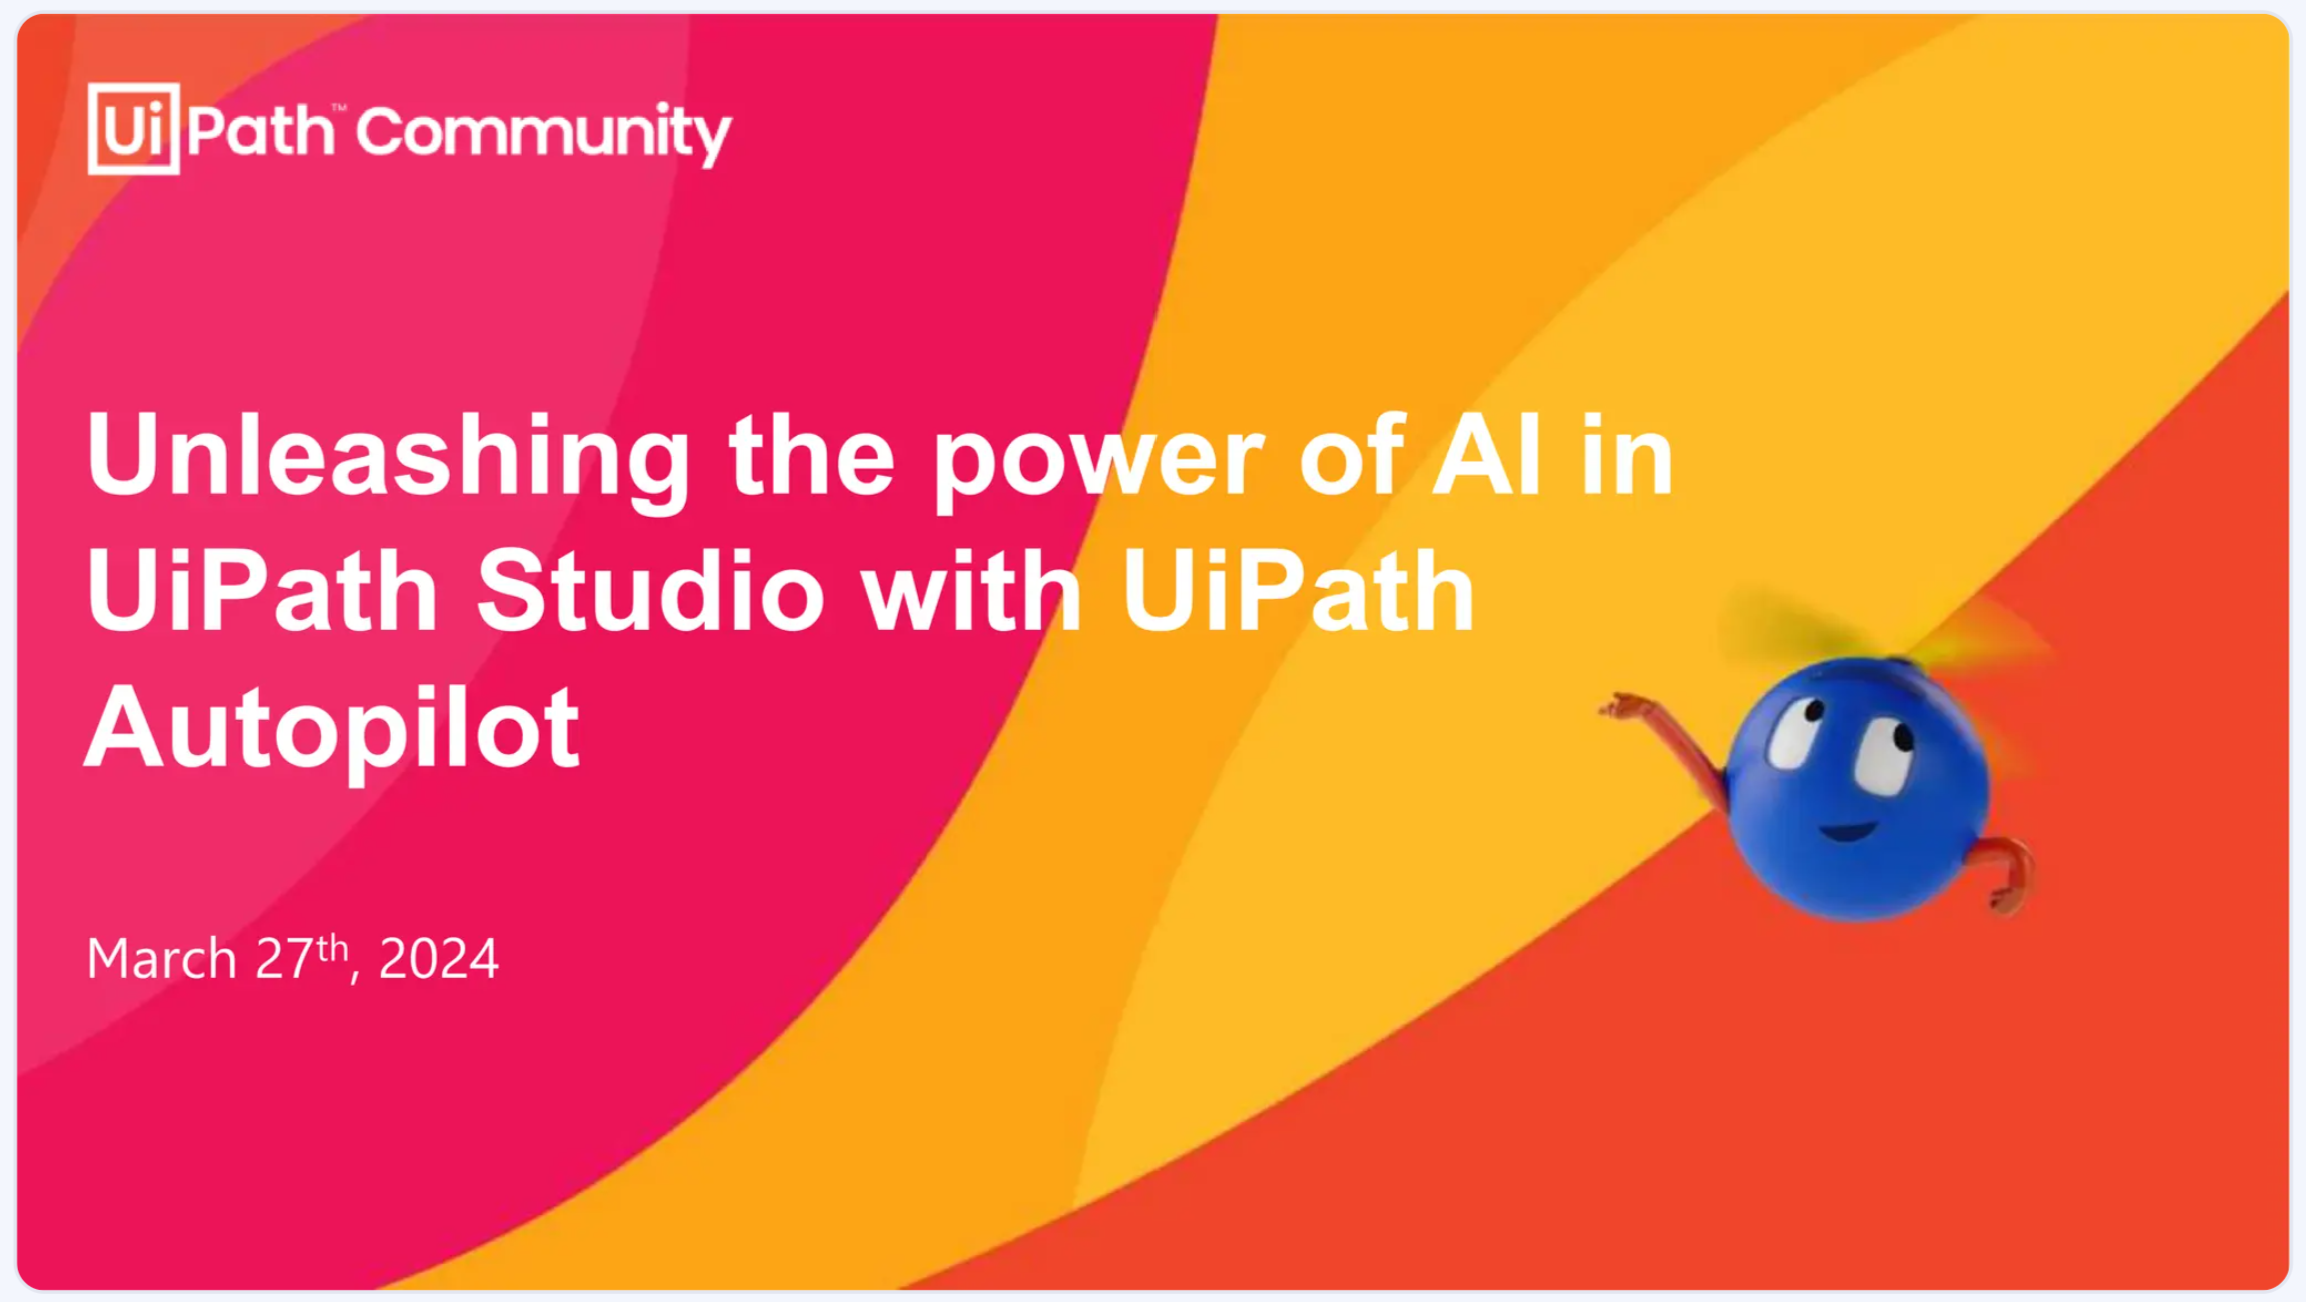 UiPath™ Community
Unleashing the power of AI in
UiPath Studio with UiPath
Autopilot
March 27th, 2024